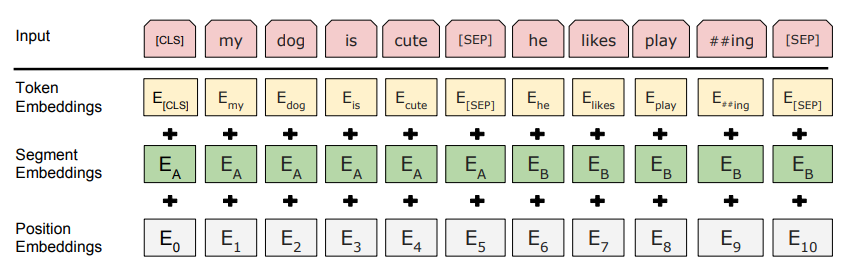 Input [CLS] my dog is cute [SEP] he likes play ##ing [SEP]
Token
Embeddings E[CLS] Emy Edog Eis Ecute E[SEP] Ehe Elikes Eplay E##ing E[SEP]
+ + + + + + + + + + +
Segment
Embeddings EA EA EA EA EA EA EB EB EB EB EB
+ + + + + + + + + + +
Position
Embeddings E0 E1 E2 E3 E4 E5 E6 E7 E8 E9 E10